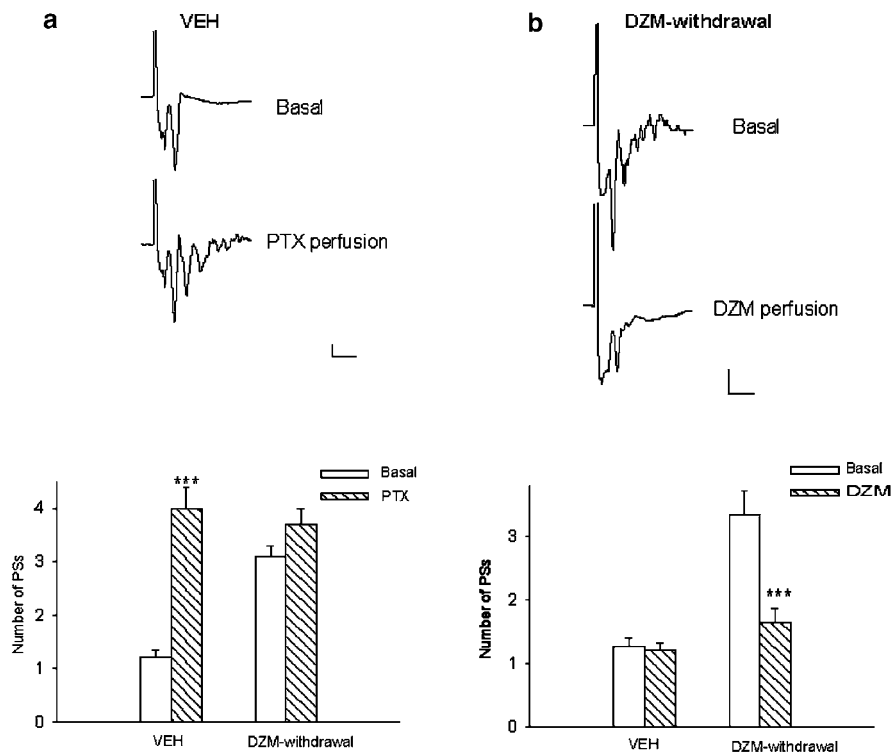 a
VEH
Basal
PTX perfusion
Basal
PTX
***
4
3
2
1
0
Number of PSs
VEH
DZM-withdrawal
b
DZM-withdrawal
Basal
DZM perfusion
Basal
DZM
***
3
2
1
0
Number of PSs
VEH
DZM-withdrawal